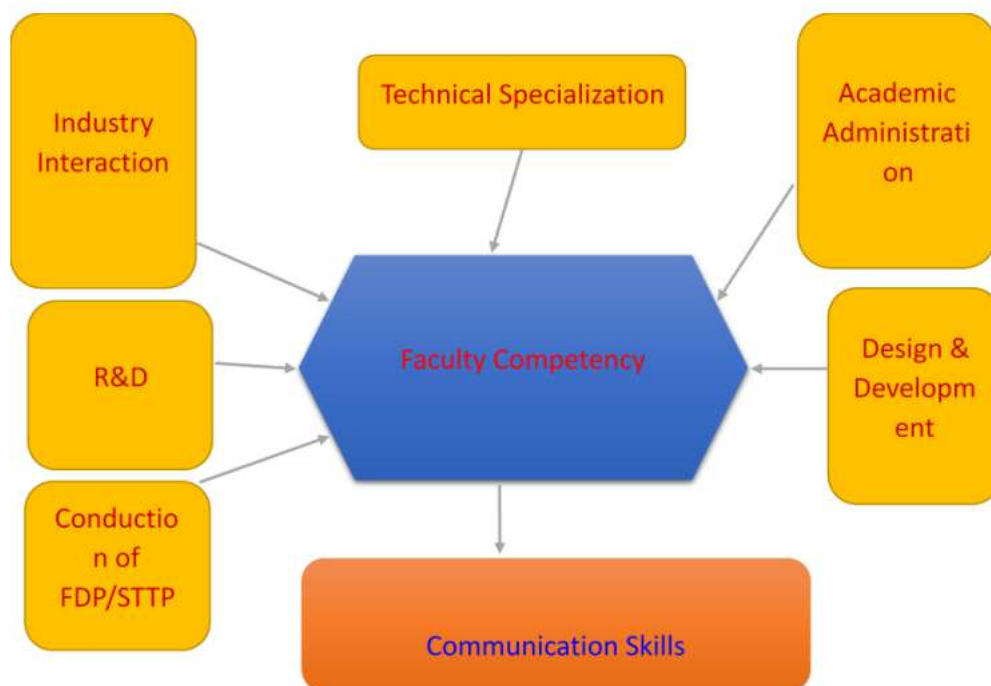 Industry
Interaction
Technical Specialization
Academic
Administrati
on
R&D
Faculty Competency
Design &
Developm
ent
Conductio
n of
FDP/STTP
Communication Skills